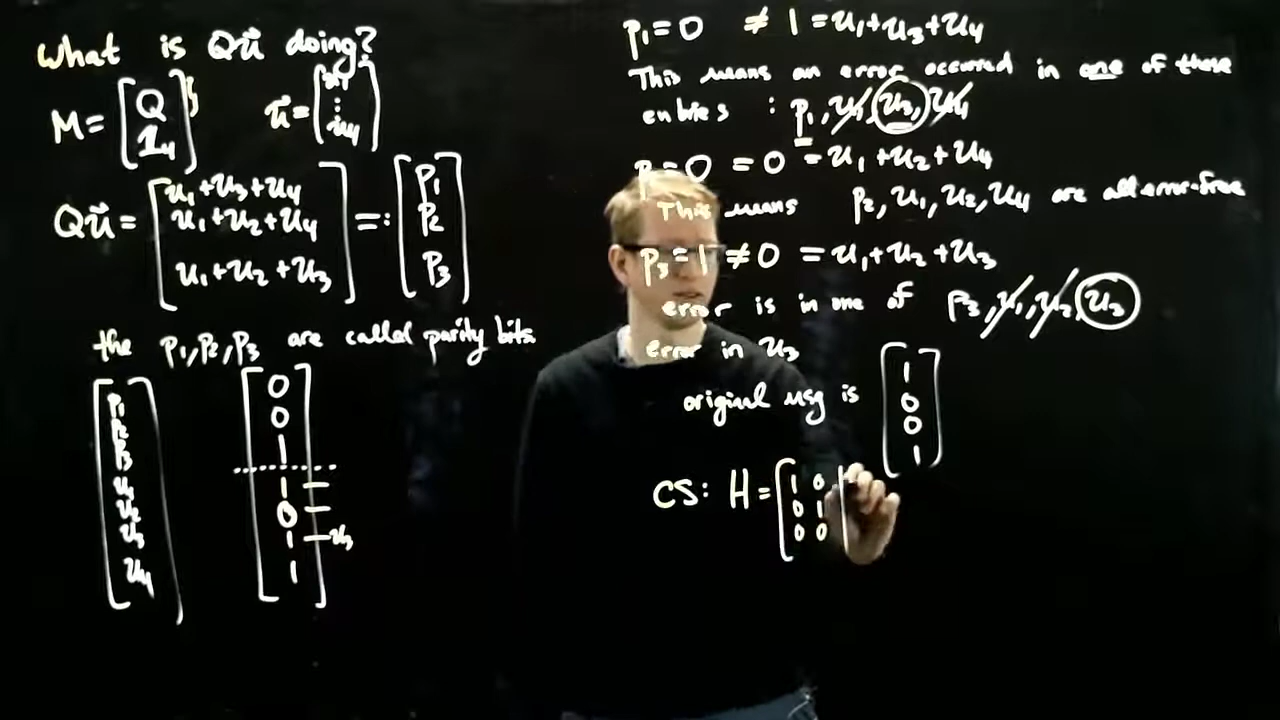 What is Qu⃗ doing?
M = [Q
1₄]
u⃗ = [
⋮
u₄]
Qu⃗ = [u₁+u₃+u₄
u₁+u₂+u₄
u₁+u₂+u₃] =: [p₁
p₂
p₃]
the p₁,p₂,p₃ are called parity bits
[p₁
p₂
p₃
u₁
u₂
u₃
u₄]
[0
0
1
1
0
1 — u₃
1]
p₁=0 ≠ 1 = u₁+u₃+u₄
This means an error occurred in one of these
entries : p₁, u₁, u₃, u₄
=0 = 0 = u₁+u₂+u₄
This means p₂, u₁, u₂, u₄ are all error-free
p₃=1 ≠ 0 = u₁+u₂+u₃
error is in one of p₃, u₁, u₂, u₃
error in u₃
original msg is [1
0
0
1]
CS: H = [1 0
0 1
0 0